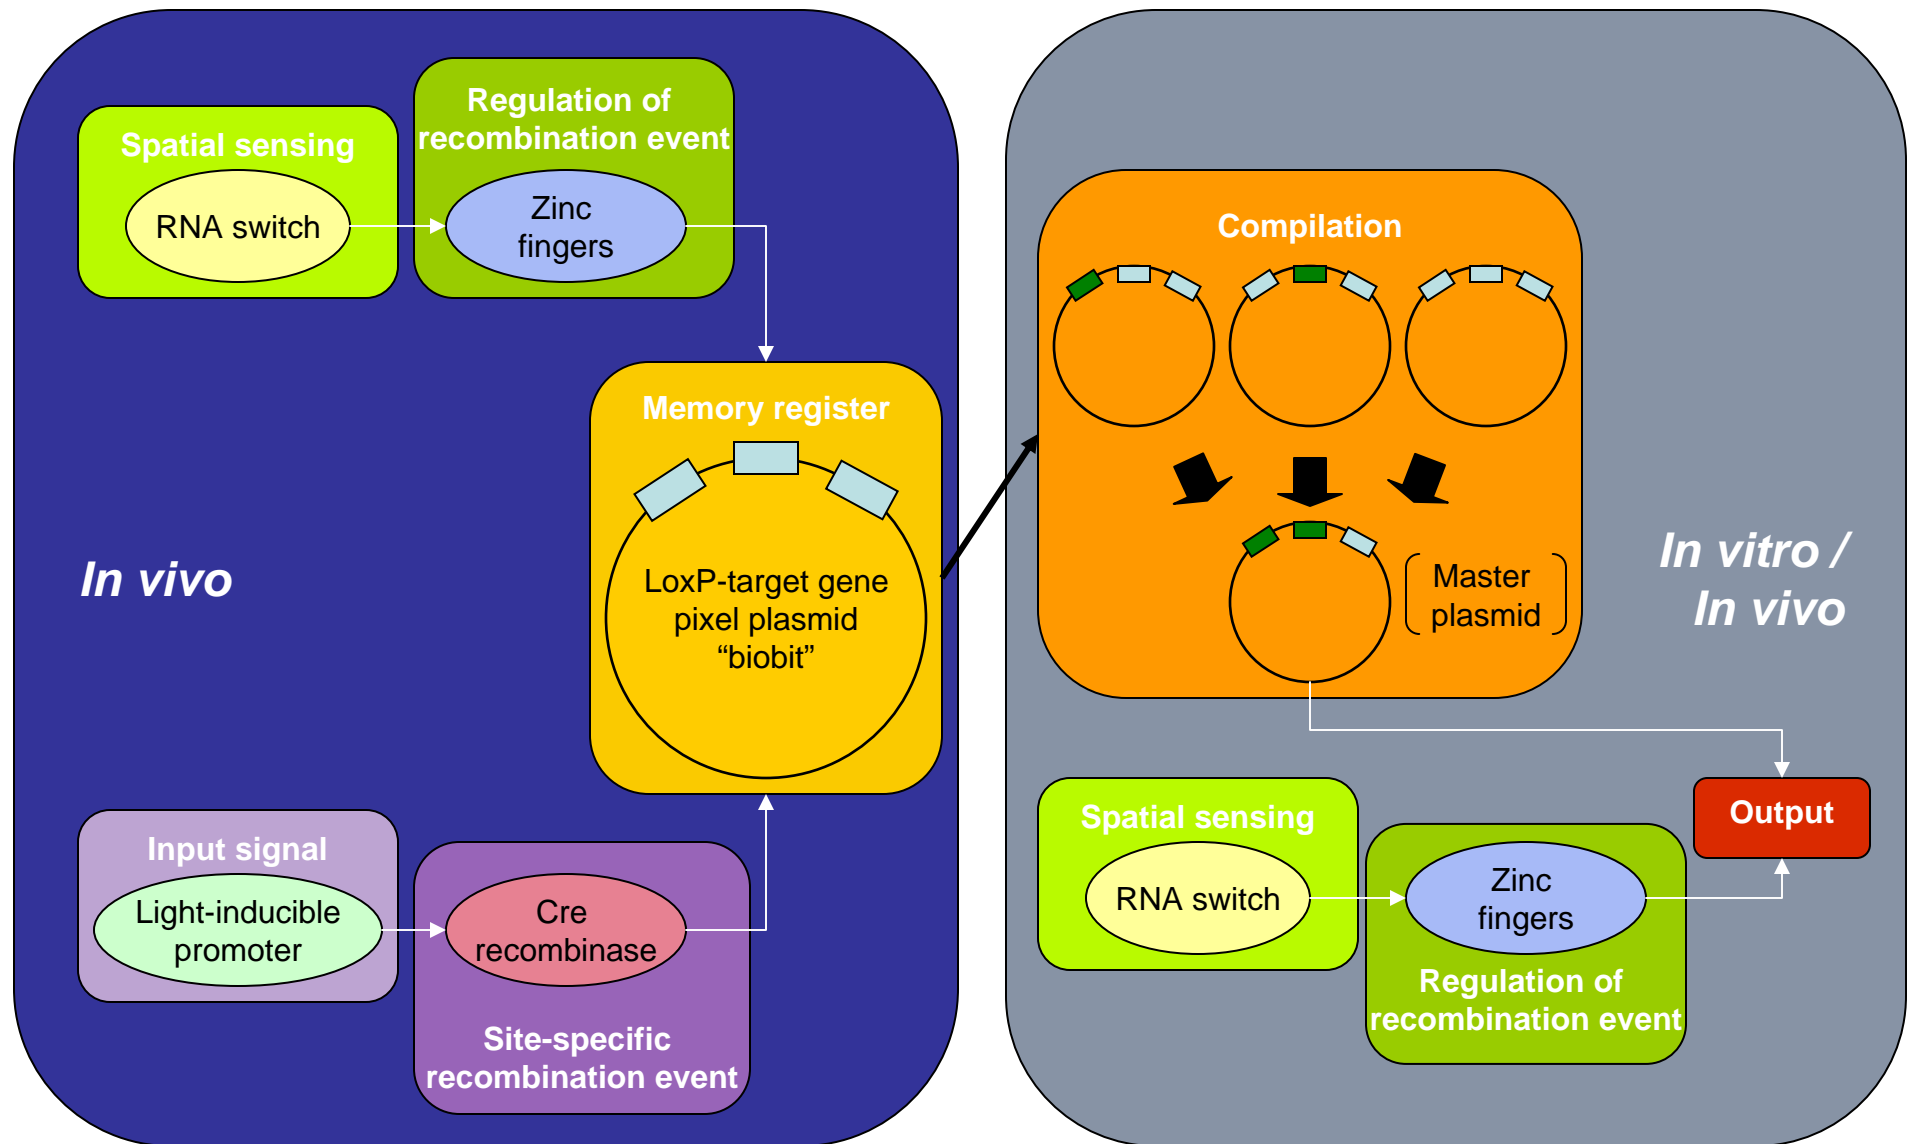 Spatial sensing
RNA switch
Regulation of
recombination event
Zinc
fingers
Memory register
LoxP-target gene
pixel plasmid
“biobit”
In vivo
Input signal
Light-inducible
promoter
Cre
recombinase
Site-specific
recombination event
Compilation
Master
plasmid
In vitro /
In vivo
Spatial sensing
RNA switch
Zinc
fingers
Regulation of
recombination event
Output